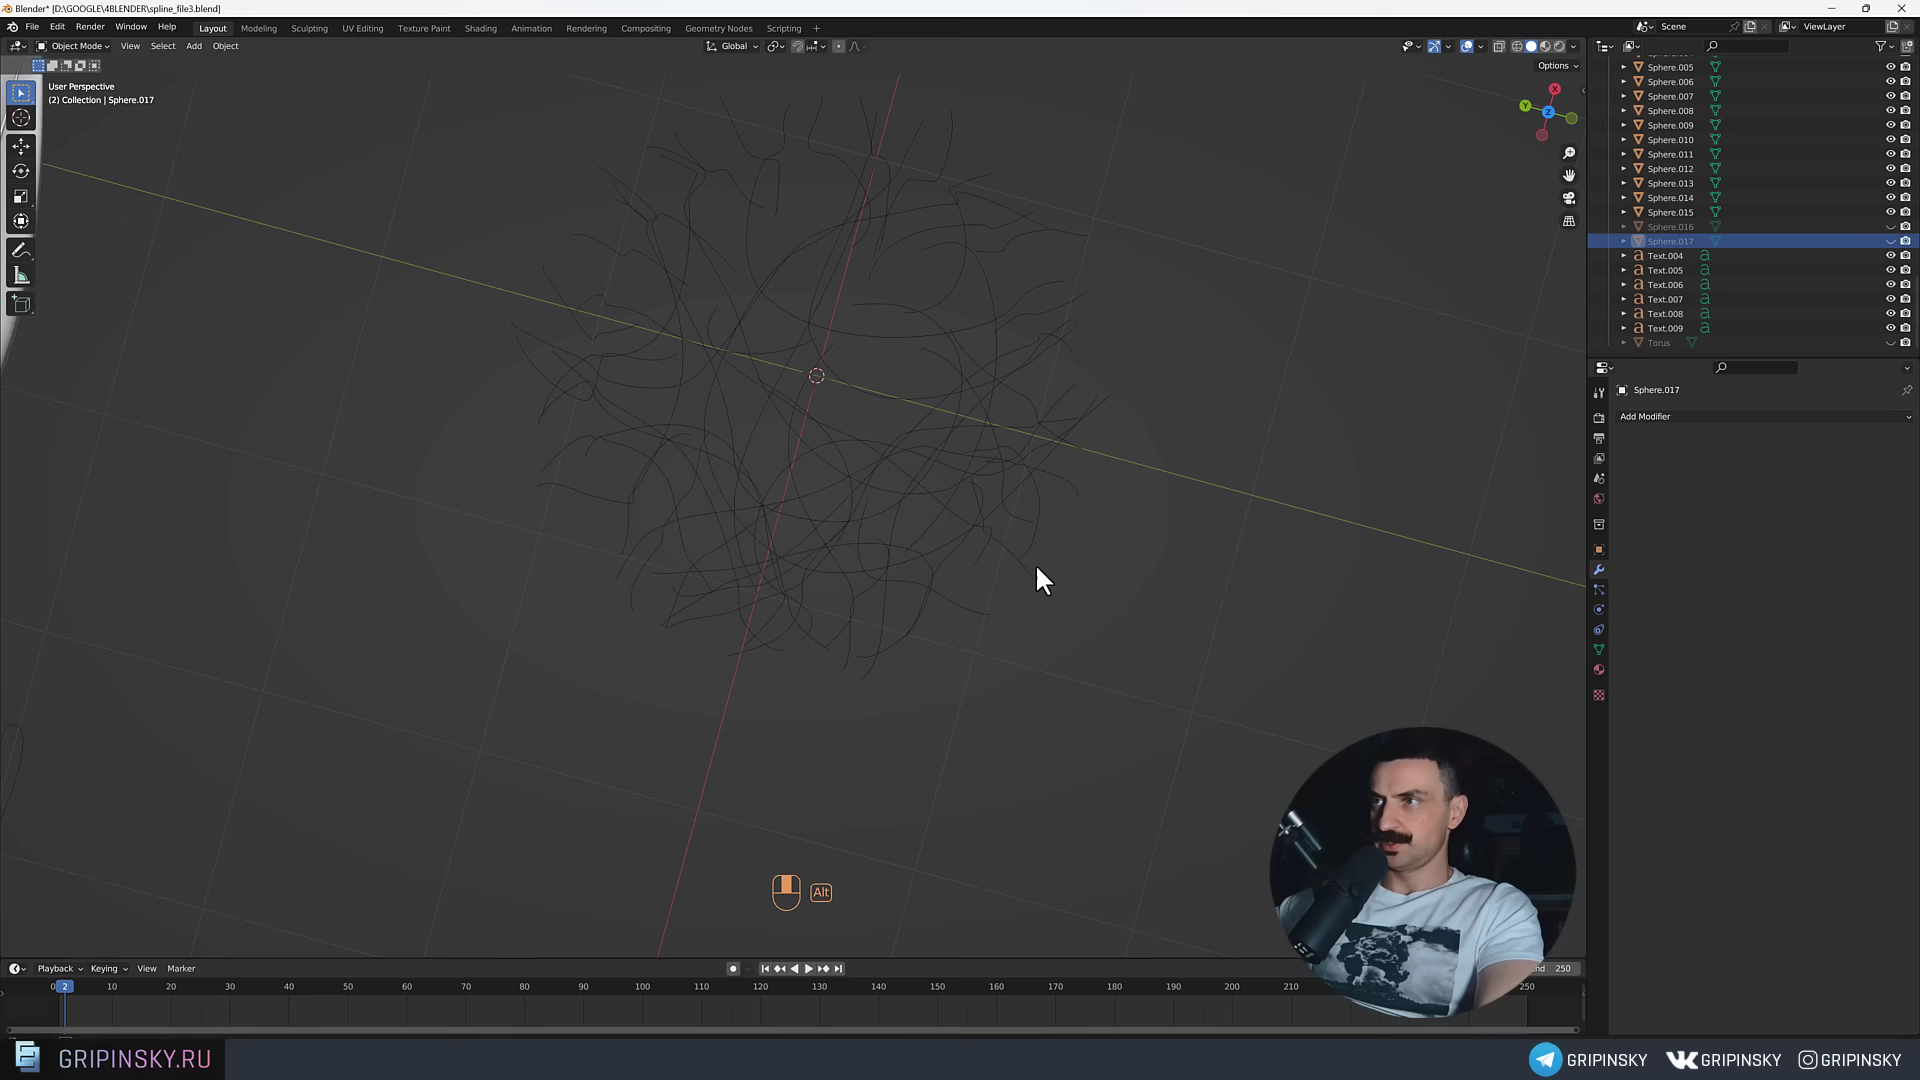 Blender* [D:\GOOGLE\4BLENDER\spline_file3.blend]
File Edit Render Window Help Layout Modeling Sculpting UV Editing Texture Paint Shading Animation Rendering Compositing Geometry Nodes Scripting + Scene ViewLayer
Object Mode View Select Add Object Global
Options
User Perspective
(2) Collection | Sphere.017
X
Y
Z
Sphere.005
Sphere.006
Sphere.007
Sphere.008
Sphere.009
Sphere.010
Sphere.011
Sphere.012
Sphere.013
Sphere.014
Sphere.015
Sphere.016
Sphere.017
Text.004
Text.005
Text.006
Text.007
Text.008
Text.009
Torus
Sphere.017
Add Modifier
Alt
Playback Keying View Marker 250
0 2 10 20 30 40 50 60 70 80 90 100 110 120 130 140 150 160 170 180 190 200 210 250
GRIPINSKY.RU GRIPINSKY GRIPINSKY GRIPINSKY